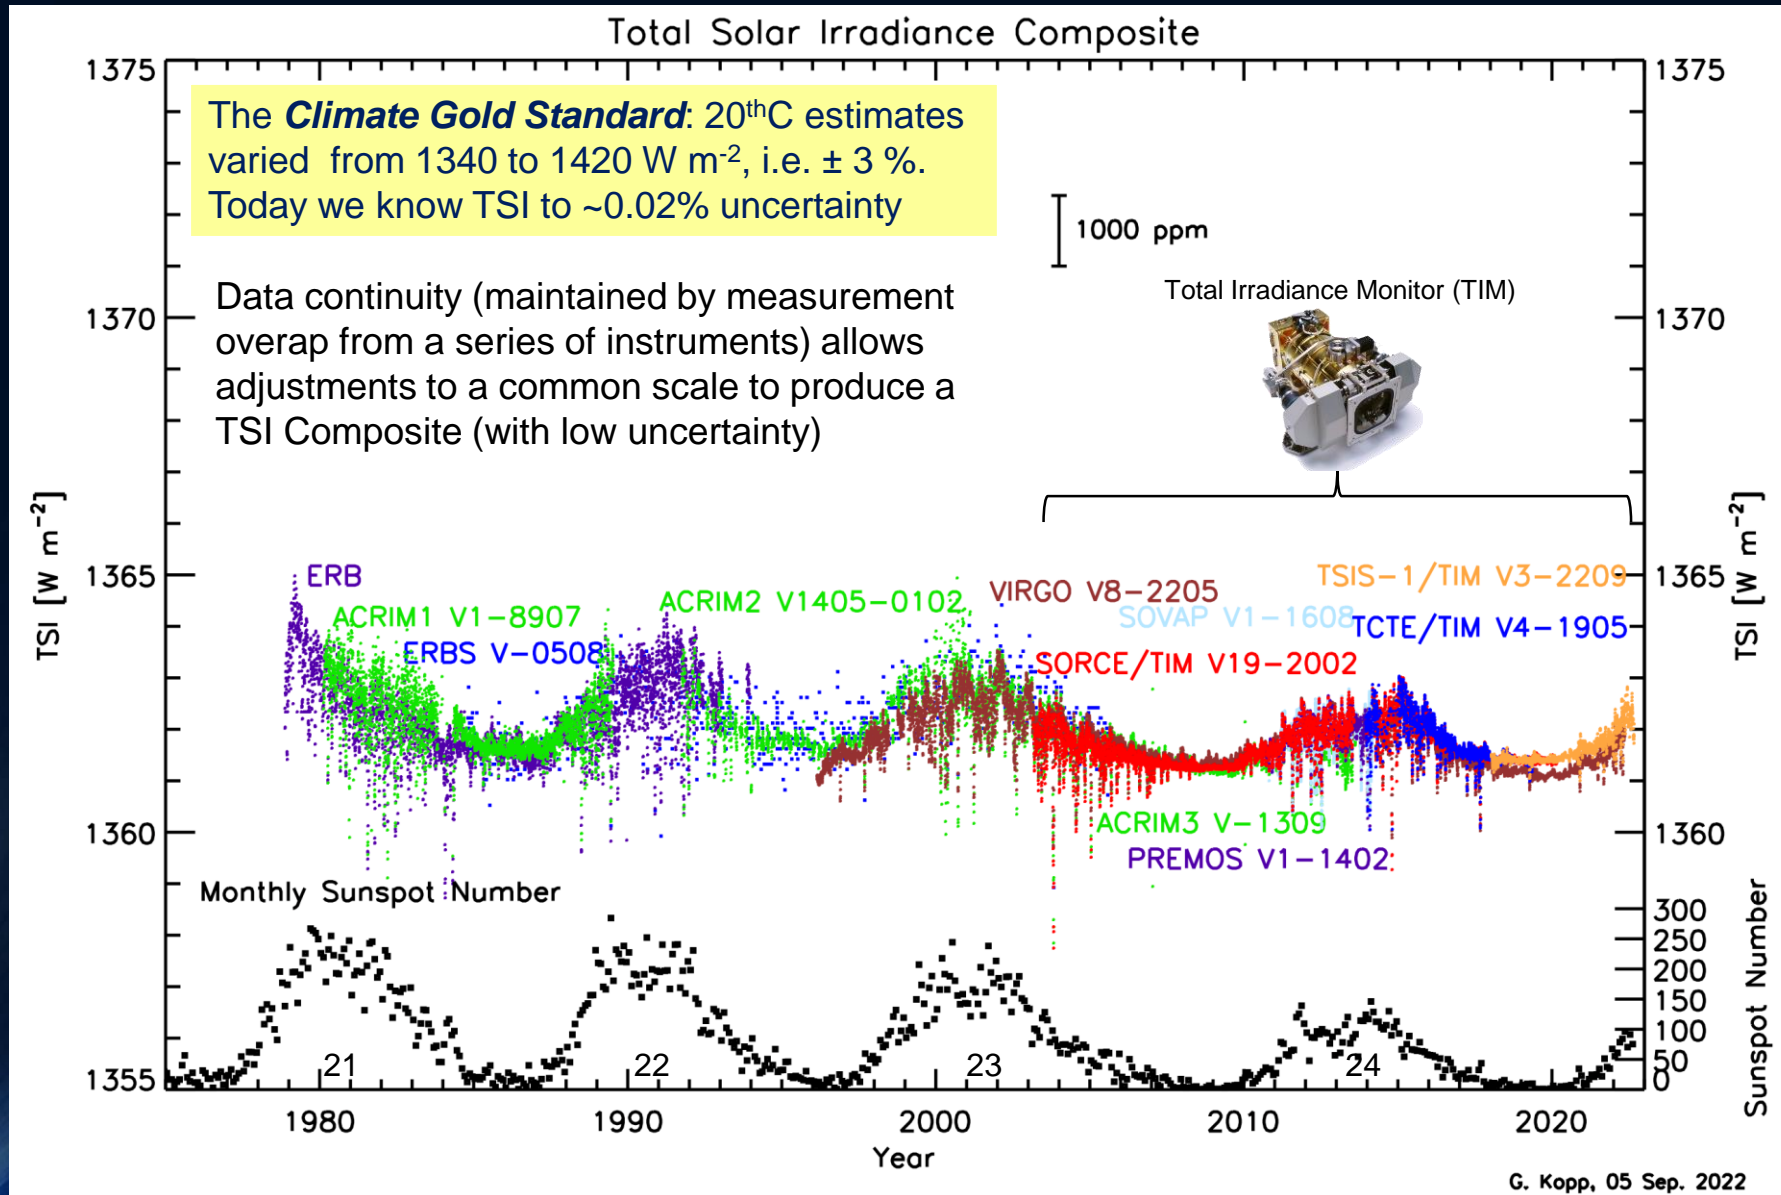 Total Solar Irradiance Composite
1375
1375
The Climate Gold Standard: 20thC estimates
varied from 1340 to 1420 W m-2, i.e. ± 3 %.
Today we know TSI to ~0.02% uncertainty
1000 ppm
Data continuity (maintained by measurement
overap from a series of instruments) allows
adjustments to a common scale to produce a
TSI Composite (with low uncertainty)
Total Irradiance Monitor (TIM)
1370
1370
TSI [W m−2]
TSI [W m−2]
1365
1365
ERB
ACRIM1 V1−8907
ERBS V−0508
ACRIM2 V1405−0102
VIRGO V8−2205
TSIS−1/TIM V3−2209
SOVAP V1−1608
TCTE/TIM V4−1905
SORCE/TIM V19−2002
1360
1360
ACRIM3 V−1309
PREMOS V1−1402
Monthly Sunspot Number
300
250
200
150
100
50
0
Sunspot Number
21
22
23
24
1355
1980
1990
2000
2010
2020
Year
G. Kopp, 05 Sep. 2022